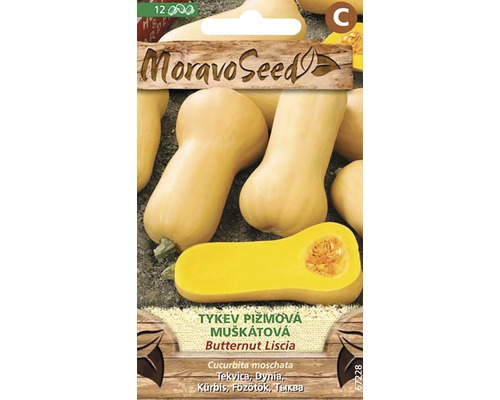 12
C
MoravoSeed
TYKEV PIŽMOVÁ
MUŠKÁTOVÁ
Butternut Liscia
Cucurbita moschata
Tekvica, Dynia,
Kürbis, Főzőtök, Тыква
67228